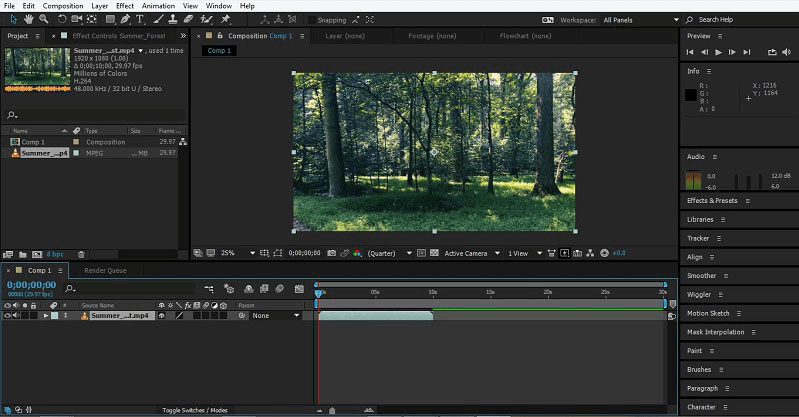 File Edit Composition Layer Effect Animation View Window Help
Snapping Workspace: All Panels Search Help
Project Effect Controls Summer_Forest
Composition Comp 1 Layer (none) Footage (none) Flowchart (none)
Preview
Comp 1
Summer_...st.mp4 , used 1 time
1920 x 1080 (1.00)
Δ 0;00;10;00, 29.97 fps
Millions of Colors
H.264
48.000 kHz / 32 bit U / Stereo
Info
R : X : 1216
G : Y : 1164
B :
A : 0
Name Type Size Frame ...
Comp 1 Composition 29.97
Summer_...p4 MPEG ... MB 29.97
Audio
0.0 12.0 dB
-6.0 -6.0
Effects & Presets
Libraries
Tracker
Align
Smoother
Wiggler
Motion Sketch
Mask Interpolation
Paint
Brushes
Paragraph
Character
8 bpc
25% 0;00;00;00 (Quarter) Active Camera 1 View +0.0
Comp 1 Render Queue
0;00;00;00
00000 (29.97 fps)
05s 10s 15s 20s 25s 30s
# Source Name Parent
1 Summer_...t.mp4 None
Toggle Switches / Modes